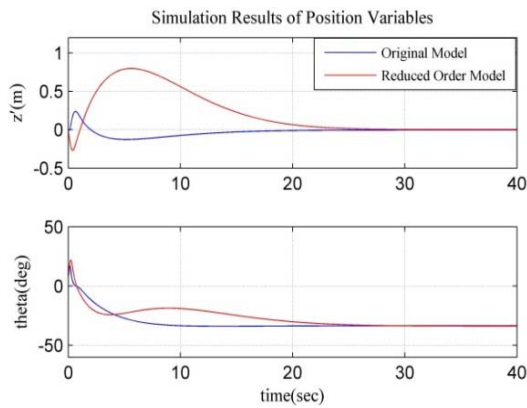 Simulation Results of Position Variables
Original Model
Reduced Order Model
z'(m)
1
0.5
0
-0.5
0 10 20 30 40
theta(deg)
50
0
-50
0 10 20 30 40
time(sec)